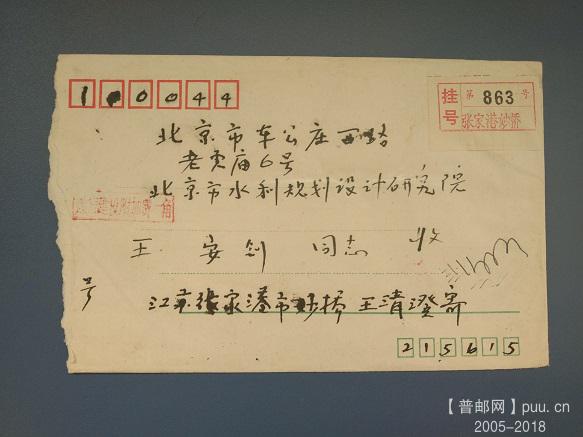 100044
挂号 第 863 号
张家港妙桥
北京市车公庄西路
老虎庙6号
北京市水利规划设计研究院
王安剑 同志 收
号
江苏张家港市妙桥 王清澄寄
215615
【普邮网】puu.cn
2005-2018